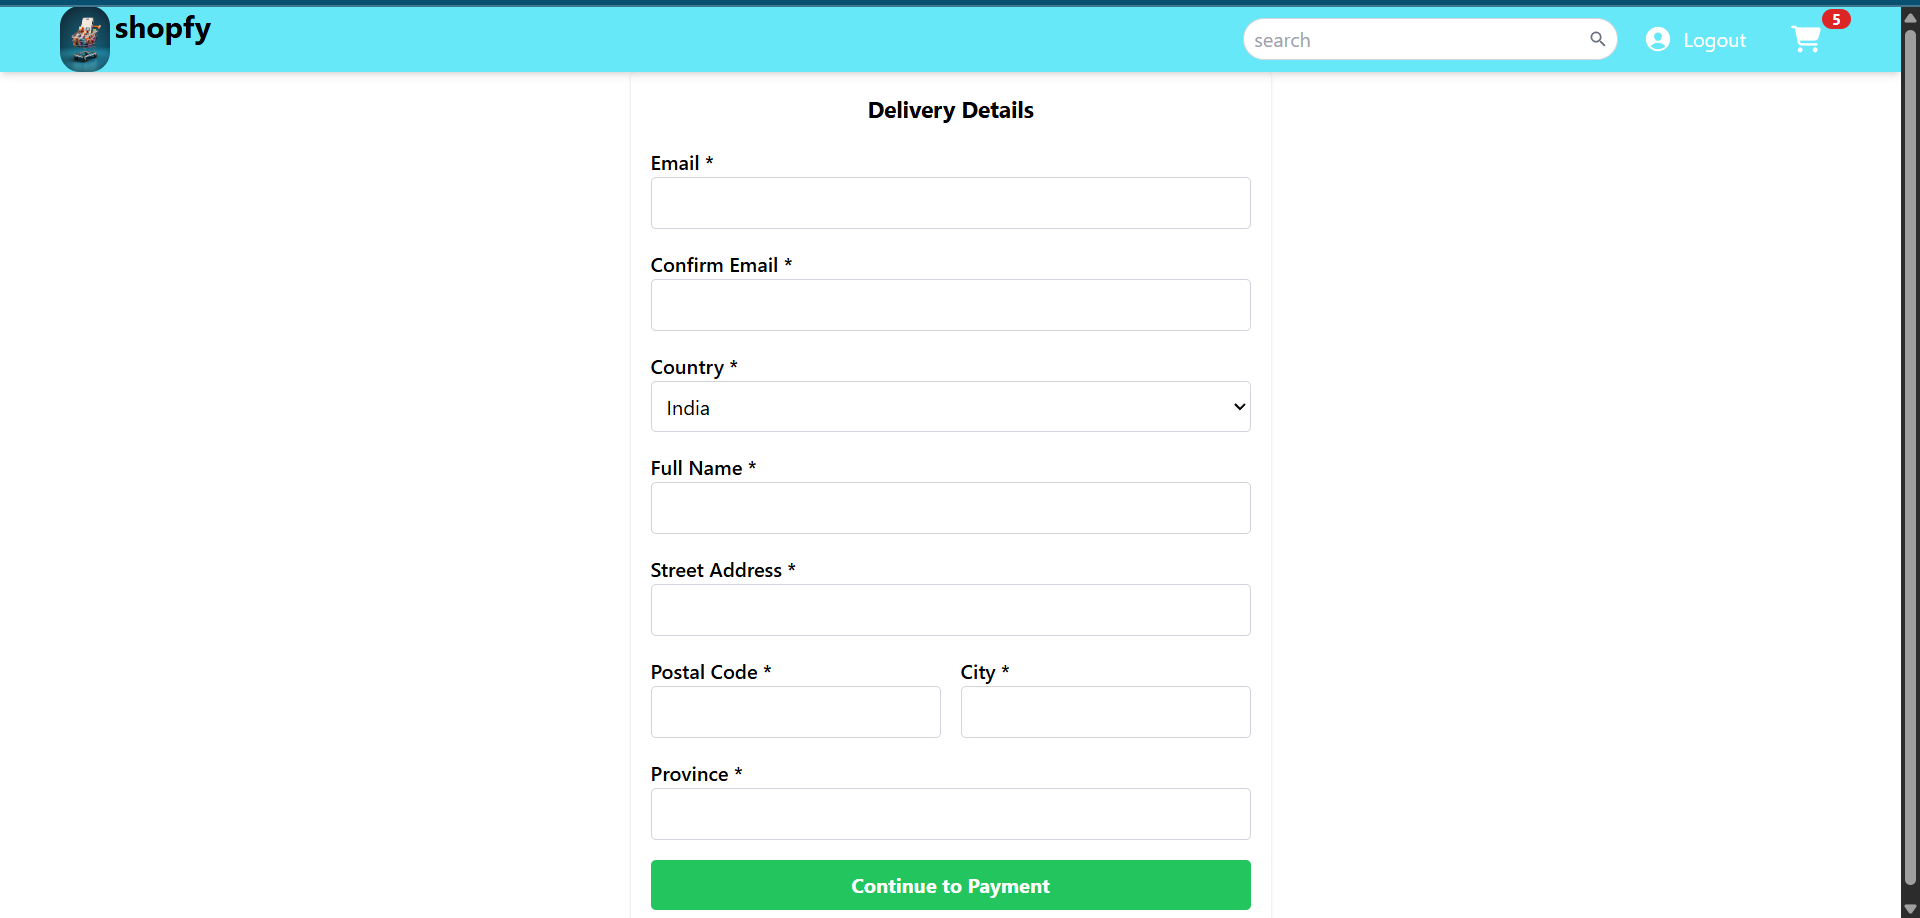 shopfy
search
Logout
5
Delivery Details
Email *
Confirm Email *
Country *
India
Full Name *
Street Address *
Postal Code *
City *
Province *
Continue to Payment